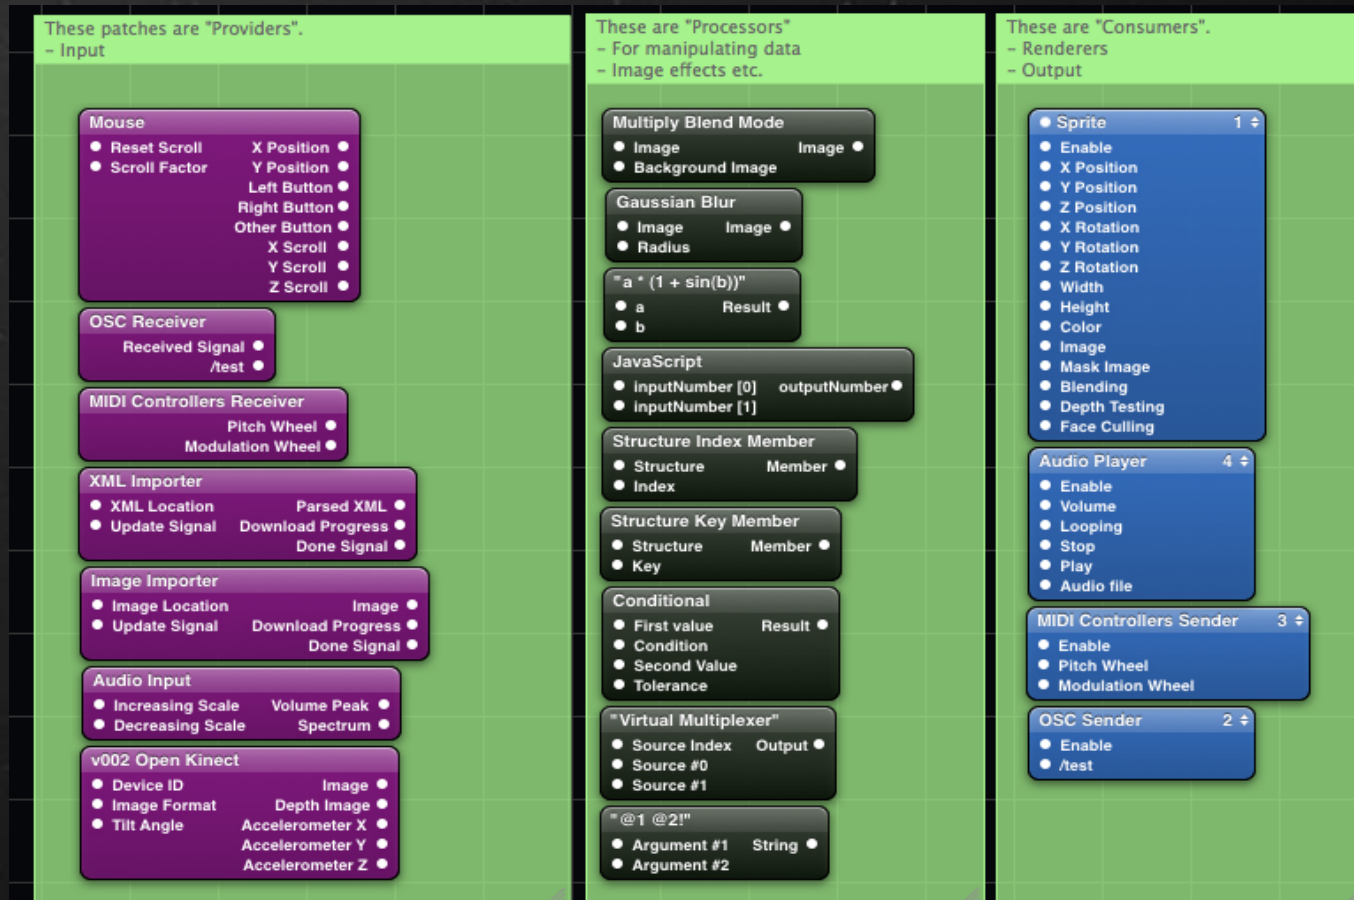 These patches are "Providers".
- Input
Mouse
Reset Scroll X Position
Scroll Factor Y Position
Left Button
Right Button
Other Button
X Scroll
Y Scroll
Z Scroll
OSC Receiver
Received Signal
/test
MIDI Controllers Receiver
Pitch Wheel
Modulation Wheel
XML Importer
XML Location Parsed XML
Update Signal Download Progress
Done Signal
Image Importer
Image Location Image
Update Signal Download Progress
Done Signal
Audio Input
Increasing Scale Volume Peak
Decreasing Scale Spectrum
v002 Open Kinect
Device ID Image
Image Format Depth Image
Tilt Angle Accelerometer X
Accelerometer Y
Accelerometer Z
These are "Processors"
- For manipulating data
- Image effects etc.
Multiply Blend Mode
Image Image
Background Image
Gaussian Blur
Image Image
Radius
"a * (1 + sin(b))"
a Result
b
JavaScript
inputNumber [0] outputNumber
inputNumber [1]
Structure Index Member
Structure Member
Index
Structure Key Member
Structure Member
Key
Conditional
First value Result
Condition
Second Value
Tolerance
"Virtual Multiplexer"
Source Index Output
Source #0
Source #1
"@1 @2!"
Argument #1 String
Argument #2
These are "Consumers".
- Renderers
- Output
Sprite 1
Enable
X Position
Y Position
Z Position
X Rotation
Y Rotation
Z Rotation
Width
Height
Color
Image
Mask Image
Blending
Depth Testing
Face Culling
Audio Player 4
Enable
Volume
Looping
Stop
Play
Audio file
MIDI Controllers Sender 3
Enable
Pitch Wheel
Modulation Wheel
OSC Sender 2
Enable
/test